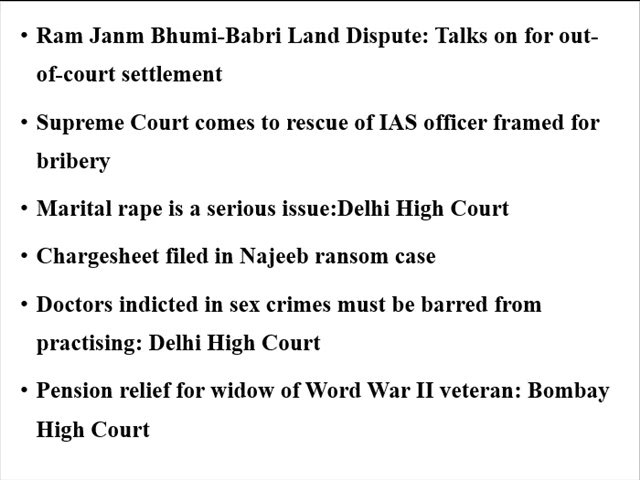 • Ram Janm Bhumi-Babri Land Dispute: Talks on for out-
of-court settlement
• Supreme Court comes to rescue of IAS officer framed for
bribery
• Marital rape is a serious issue:Delhi High Court
• Chargesheet filed in Najeeb ransom case
• Doctors indicted in sex crimes must be barred from
practising: Delhi High Court
• Pension relief for widow of Word War II veteran: Bombay
High Court